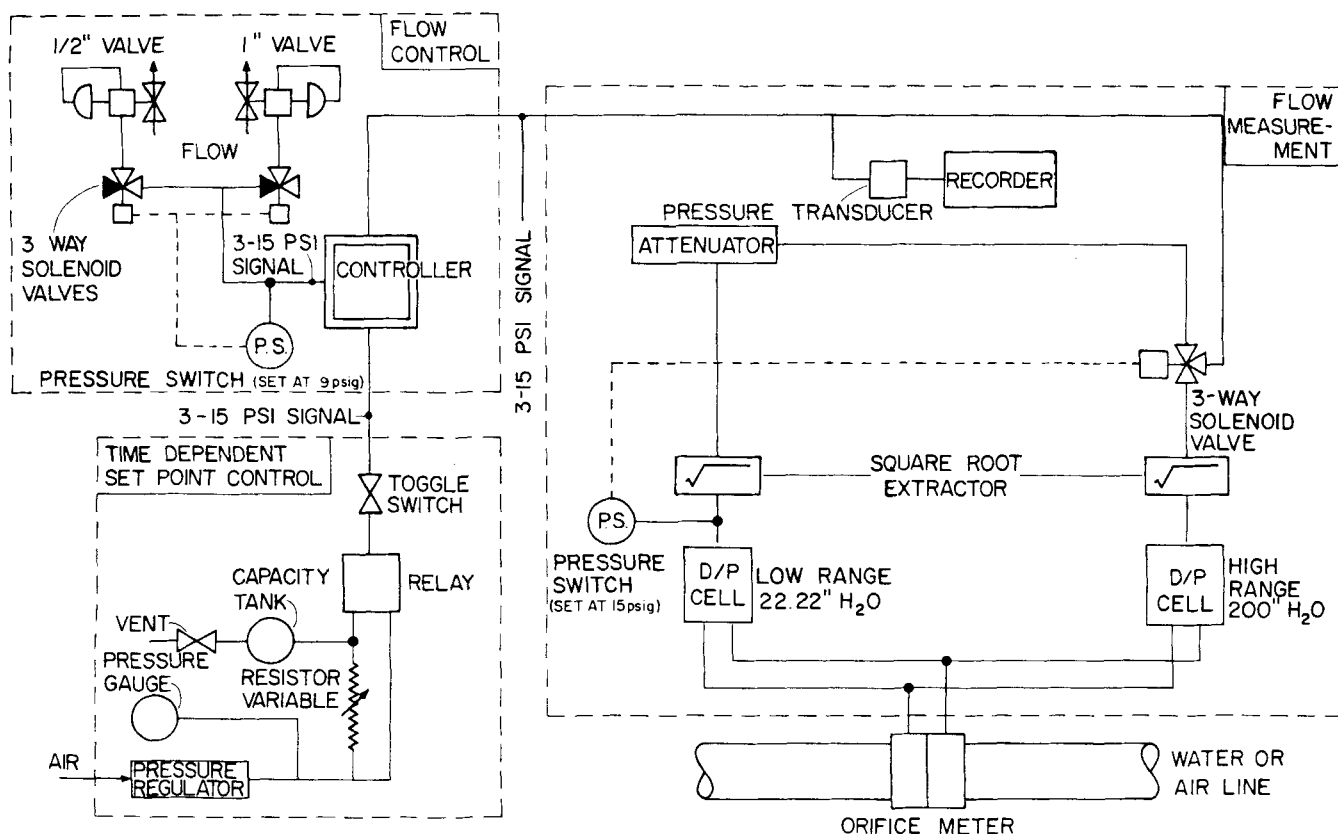 FLOW
CONTROL
1/2" VALVE
1" VALVE
FLOW
3 WAY
SOLENOID
VALVES
3-15 PSI
SIGNAL
CONTROLLER
P.S.
PRESSURE SWITCH (SET AT 9 psig)
3-15 PSI SIGNAL
TIME DEPENDENT
SET POINT CONTROL
TOGGLE
SWITCH
RELAY
CAPACITY
TANK
VENT
PRESSURE
GAUGE
RESISTOR
VARIABLE
AIR
PRESSURE
REGULATOR
3-15 PSI SIGNAL
FLOW
MEASURE-
MENT
RECORDER
TRANSDUCER
PRESSURE
ATTENUATOR
3-WAY
SOLENOID
VALVE
SQUARE ROOT
EXTRACTOR
√
√
P.S.
PRESSURE
SWITCH
(SET AT 15psig)
D/P
CELL
LOW RANGE
22.22" H₂O
D/P
CELL
HIGH
RANGE
200" H₂O
WATER OR
AIR LINE
ORIFICE METER